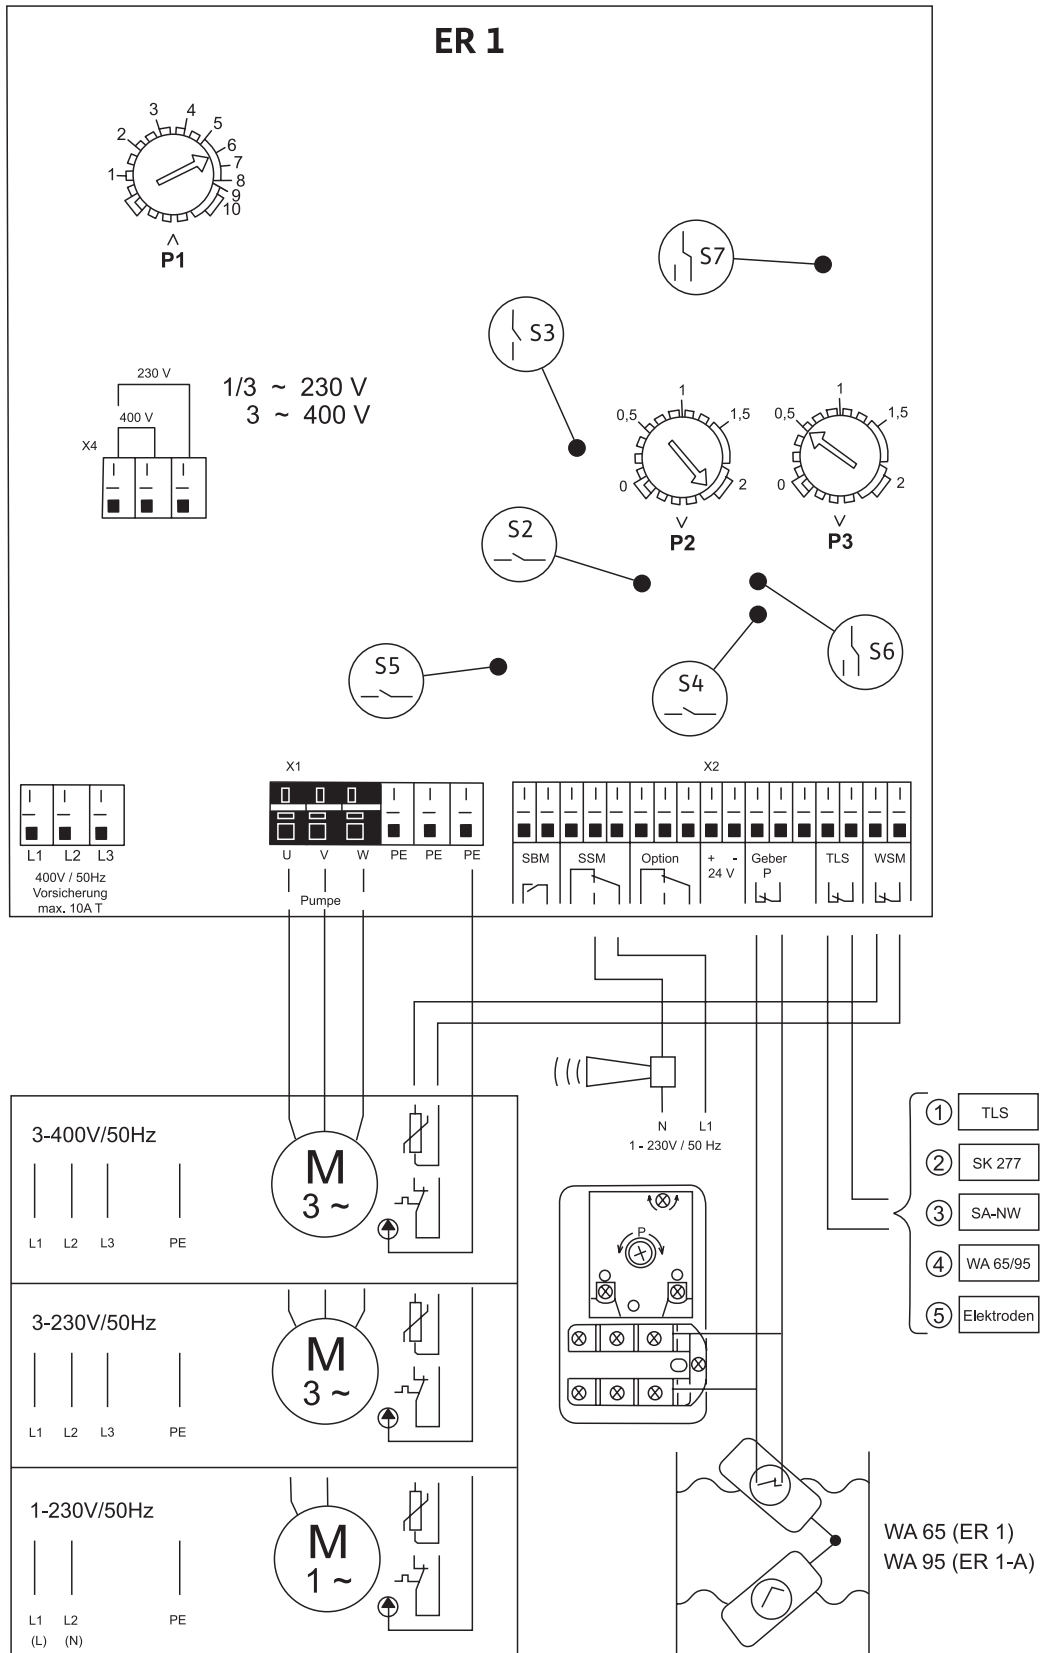 ER 1
1
2
3
4
5
6
7
8
9
10
P1
S7
S3
230 V
400 V
X4
1/3 ~ 230 V
3 ~ 400 V
0
0,5
1
1,5
2
P2
0
0,5
1
1,5
2
P3
S2
S6
S5
S4
X1
X2
L1 L2 L3
400V / 50Hz
Vorsicherung
max. 10A T
U V W PE PE PE
Pumpe
SBM SSM Option + - Geber TLS WSM
24 V P
N L1
1 - 230V / 50 Hz
3-400V/50Hz
L1 L2 L3 PE
M
3 ~
3-230V/50Hz
L1 L2 L3 PE
M
3 ~
1-230V/50Hz
L1 L2 PE
(L) (N)
M
1 ~
P
1 TLS
2 SK 277
3 SA-NW
4 WA 65/95
5 Elektroden
WA 65 (ER 1)
WA 95 (ER 1-A)